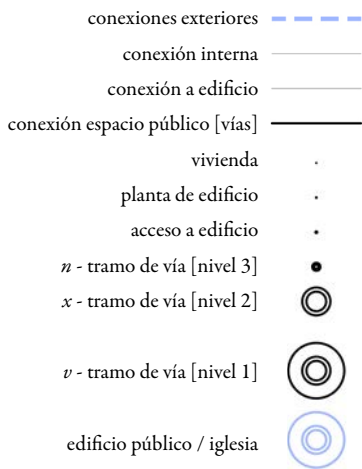 conexiones exteriores
conexión interna
conexión a edificio
conexión espacio público [vías]
vivienda
planta de edificio
acceso a edificio
n - tramo de vía [nivel 3]
x - tramo de vía [nivel 2]
v - tramo de vía [nivel 1]
edificio público / iglesia